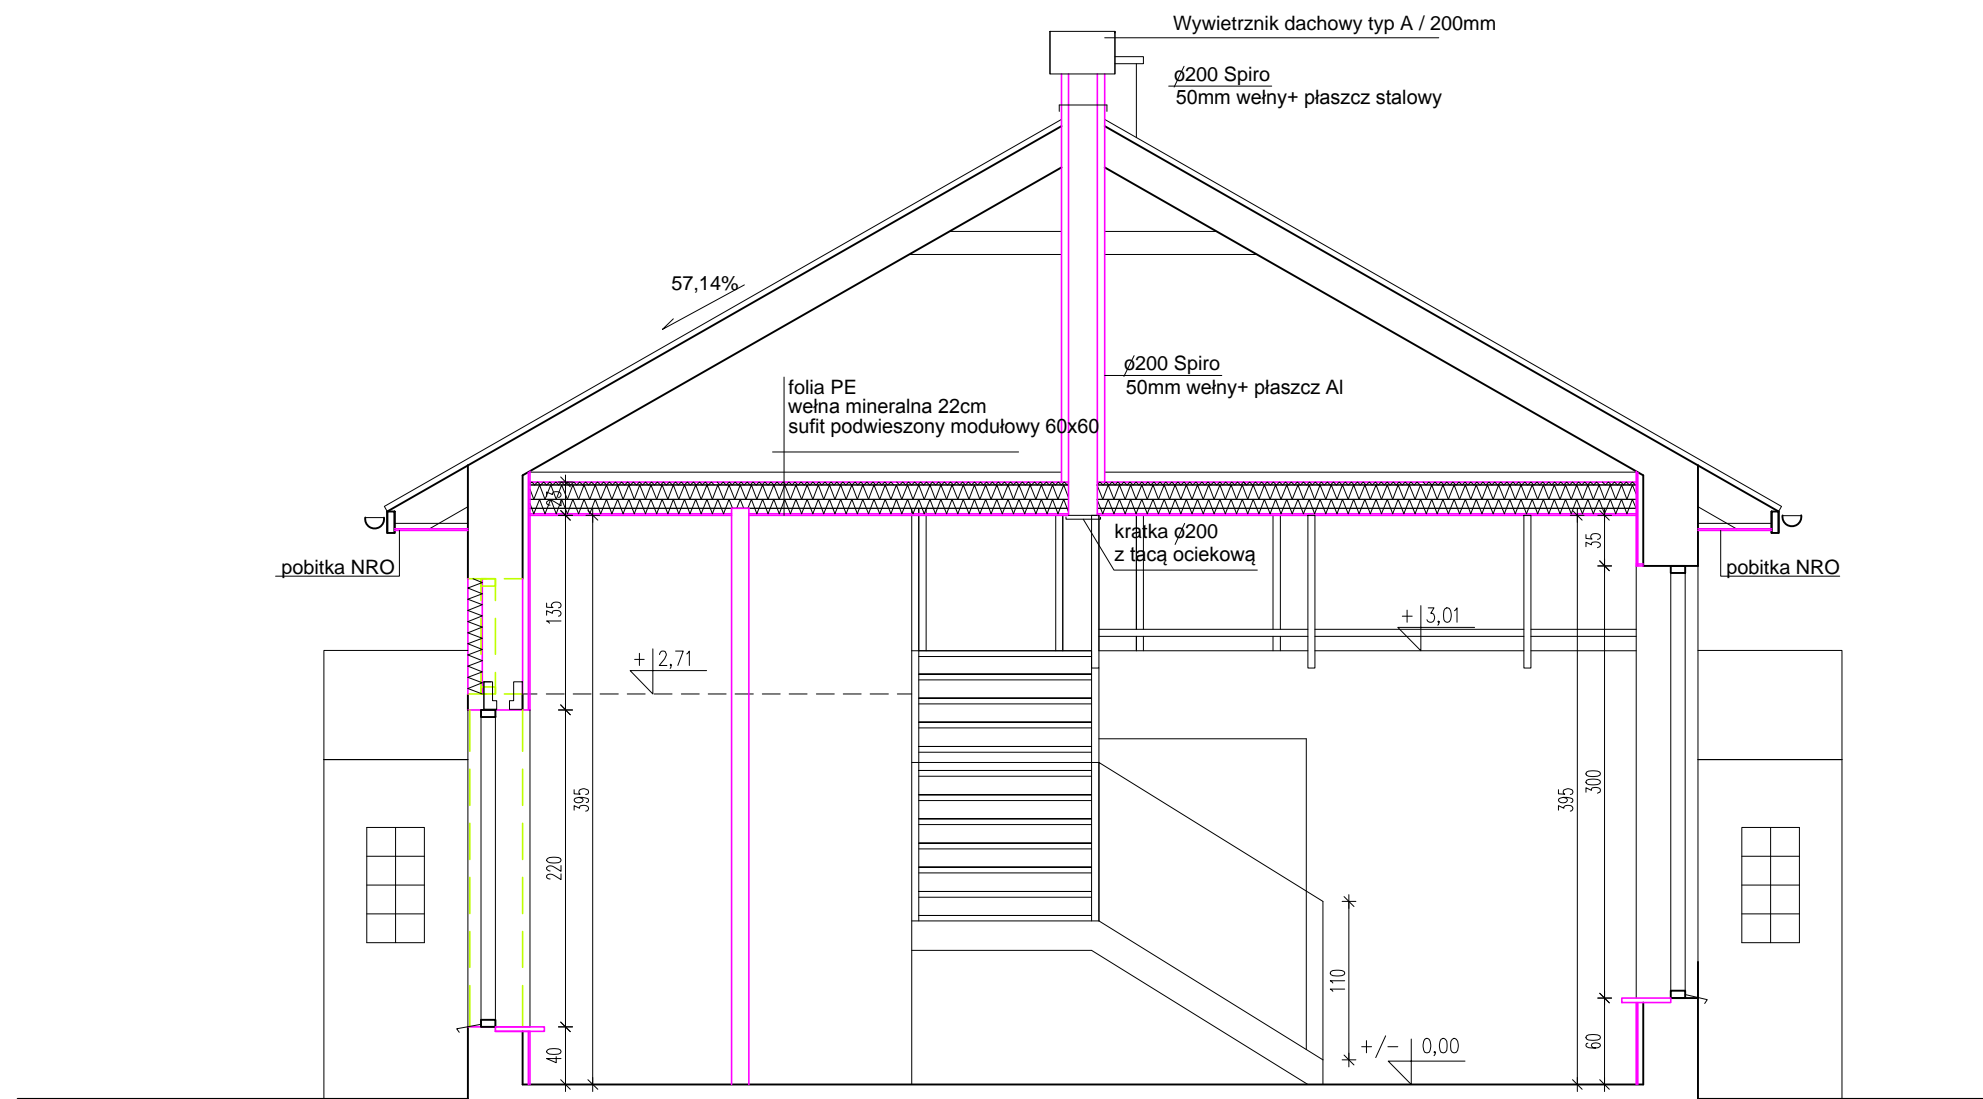 Wywietrznik dachowy typ A / 200mm
ø200 Spiro
50mm wełny+ płaszcz stalowy
57,14%
ø200 Spiro
50mm wełny+ płaszcz Al
folia PE
wełna mineralna 22cm
sufit podwieszony modułowy 60x60
23
kratka ø200
z tacą ociekową
35
pobitka NRO
pobitka NRO
135
+ 3,01
+ 2,71
395
395
300
220
110
40
+/- 0,00
60